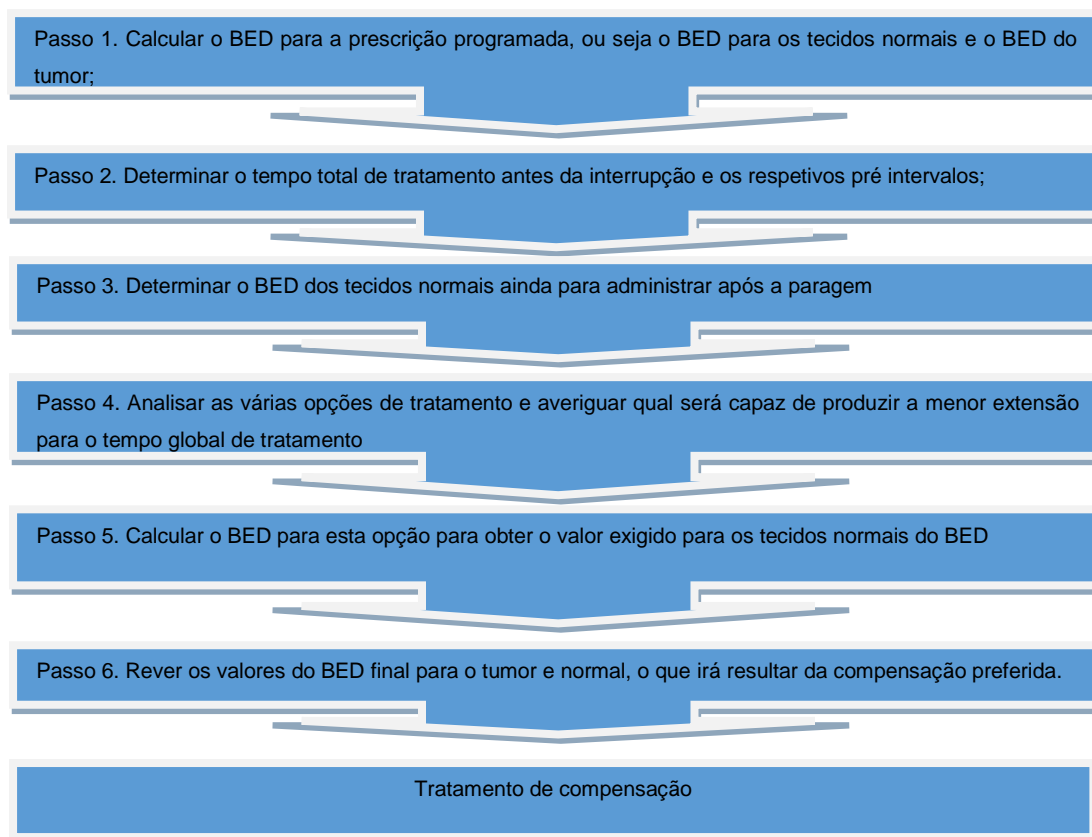 Passo 1. Calcular o BED para a prescrição programada, ou seja o BED para os tecidos normais e o BED do
tumor;
Passo 2. Determinar o tempo total de tratamento antes da interrupção e os respetivos pré intervalos;
Passo 3. Determinar o BED dos tecidos normais ainda para administrar após a paragem
Passo 4. Analisar as várias opções de tratamento e averiguar qual será capaz de produzir a menor extensão
para o tempo global de tratamento
Passo 5. Calcular o BED para esta opção para obter o valor exigido para os tecidos normais do BED
Passo 6. Rever os valores do BED final para o tumor e normal, o que irá resultar da compensação preferida.
Tratamento de compensação